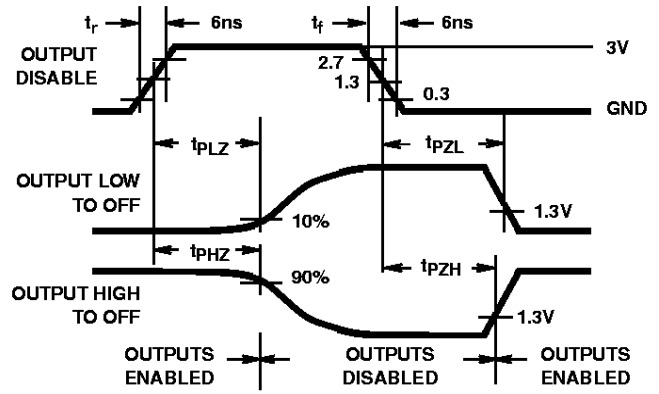 tr 6ns tf 6ns
OUTPUT
DISABLE
3V
2.7
1.3
0.3
GND
tPLZ tPZL
OUTPUT LOW
TO OFF
10%
1.3V
tPHZ tPZH
OUTPUT HIGH
TO OFF
90%
1.3V
OUTPUTS
ENABLED
OUTPUTS
DISABLED
OUTPUTS
ENABLED